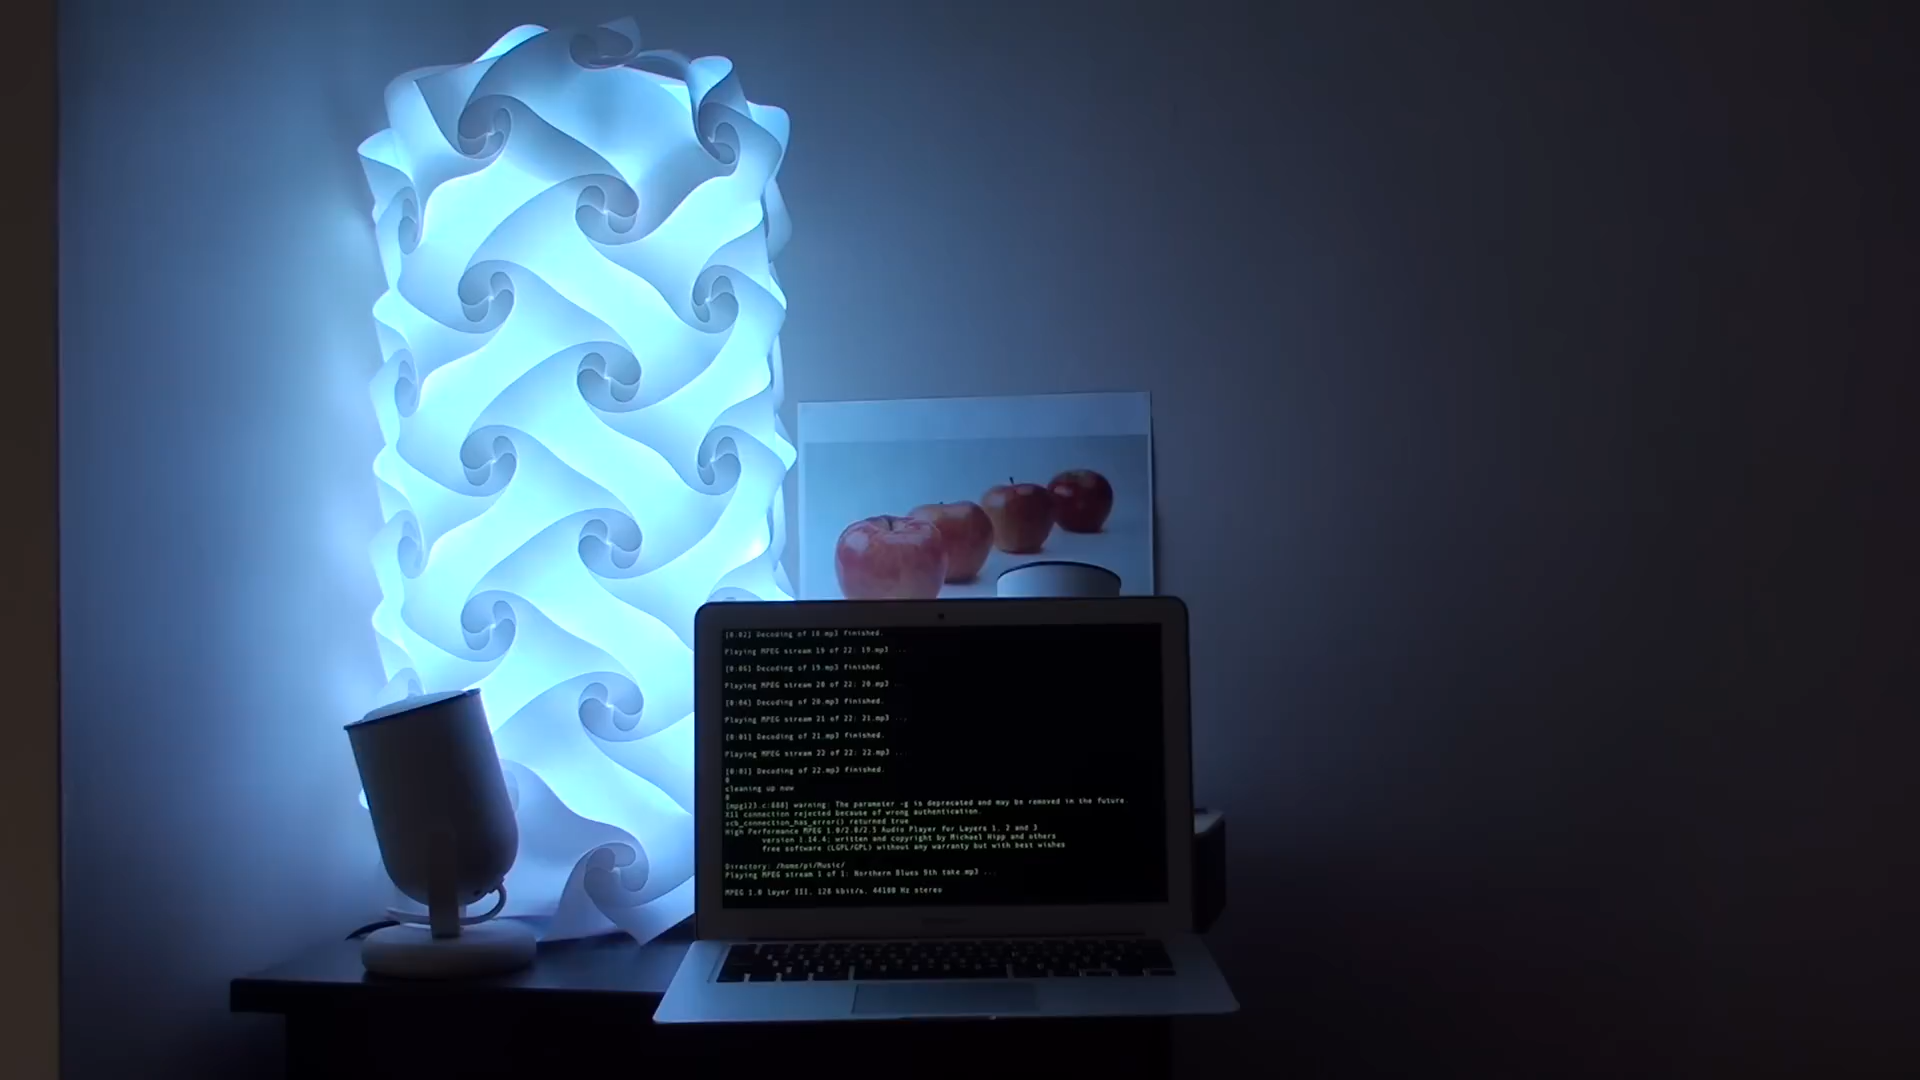 [0:02] Decoding of 18.mp3 finished.
Playing MPEG stream 19 of 22: 19.mp3 ...
[0:06] Decoding of 19.mp3 finished.
Playing MPEG stream 20 of 22: 20.mp3 ...
[0:04] Decoding of 20.mp3 finished.
Playing MPEG stream 21 of 22: 21.mp3 ...
[0:01] Decoding of 21.mp3 finished.
Playing MPEG stream 22 of 22: 22.mp3 ...
[0:01] Decoding of 22.mp3 finished.
0
cleaning up now
0
[mpg123.c:608] warning: The parameter -g is deprecated and may be removed in the future.
X11 connection rejected because of wrong authentication.
xcb_connection_has_error() returned true
High Performance MPEG 1.0/2.0/2.5 Audio Player for Layers 1, 2 and 3
version 1.14.4; written and copyright by Michael Hipp and others
free software (LGPL/GPL) without any warranty but with best wishes
Directory: /home/pi/Music/
Playing MPEG stream 1 of 1: Northern Blues 9th take.mp3 ...
MPEG 1.0 layer III, 128 kbit/s, 44100 Hz stereo